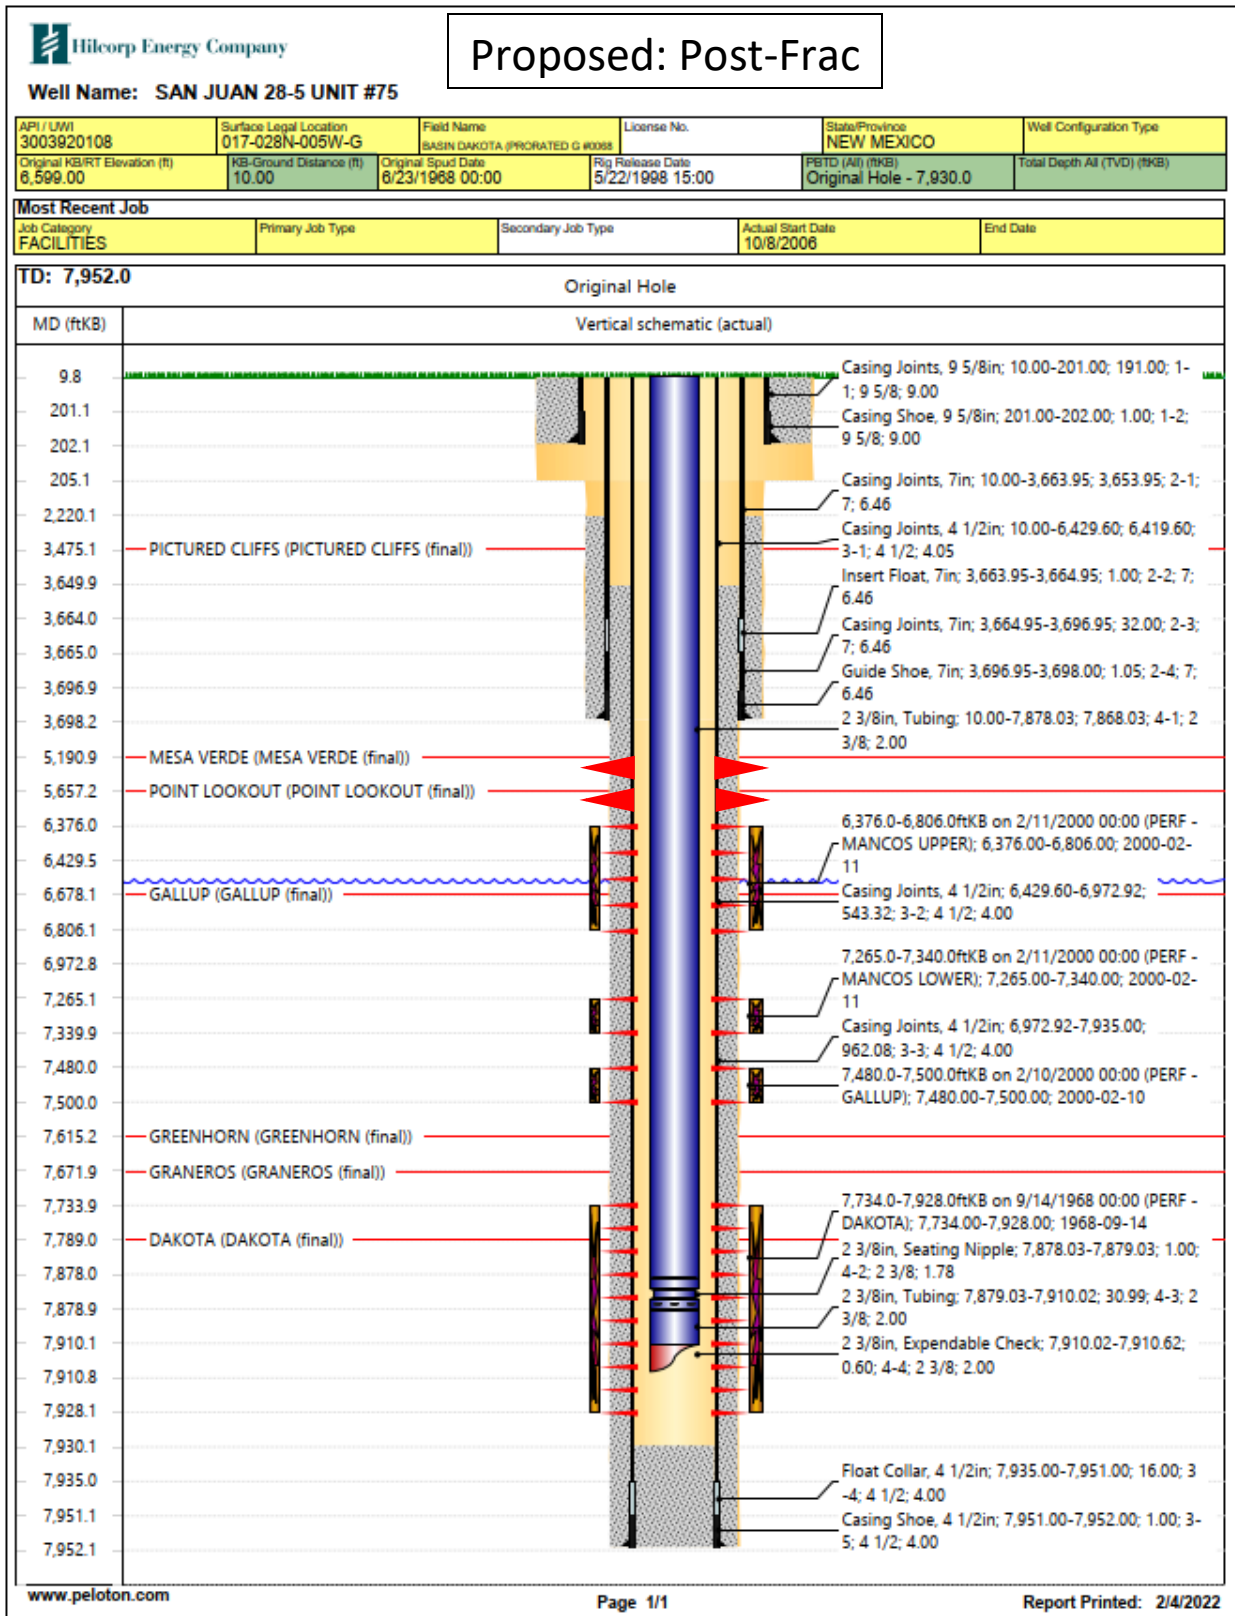 Hilcorp Energy Company
Proposed: Post-Frac
Well Name: SAN JUAN 28-5 UNIT #75
API / UWI
3003920108
Surface Legal Location
017-028N-005W-G
Field Name
BASIN DAKOTA (PRORATED G #0068
License No.
State/Province
NEW MEXICO
Well Configuration Type
Original KB/RT Elevation (ft)
6,599.00
KB-Ground Distance (ft)
10.00
Original Spud Date
6/23/1968 00:00
Rig Release Date
5/22/1998 15:00
PBTD (All) (ftKB)
Original Hole - 7,930.0
Total Depth All (TVD) (ftKB)
Most Recent Job
Job Category
FACILITIES
Primary Job Type
Secondary Job Type
Actual Start Date
10/8/2006
End Date
TD: 7,952.0
Original Hole
MD (ftKB)
Vertical schematic (actual)
9.8
201.1
202.1
205.1
2,220.1
3,475.1
3,649.9
3,664.0
3,665.0
3,696.9
3,698.2
5,190.9
5,657.2
6,376.0
6,429.5
6,678.1
6,806.1
6,972.8
7,265.1
7,339.9
7,480.0
7,500.0
7,615.2
7,671.9
7,733.9
7,789.0
7,878.0
7,878.9
7,910.1
7,910.8
7,928.1
7,930.1
7,935.0
7,951.1
7,952.1
PICTURED CLIFFS (PICTURED CLIFFS (final))
MESA VERDE (MESA VERDE (final))
POINT LOOKOUT (POINT LOOKOUT (final))
GALLUP (GALLUP (final))
GREENHORN (GREENHORN (final))
GRANEROS (GRANEROS (final))
DAKOTA (DAKOTA (final))
Casing Joints, 9 5/8in; 10.00-201.00; 191.00; 1-
1; 9 5/8; 9.00
Casing Shoe, 9 5/8in; 201.00-202.00; 1.00; 1-2;
9 5/8; 9.00
Casing Joints, 7in; 10.00-3,663.95; 3,653.95; 2-1;
7; 6.46
Casing Joints, 4 1/2in; 10.00-6,429.60; 6,419.60;
3-1; 4 1/2; 4.05
Insert Float, 7in; 3,663.95-3,664.95; 1.00; 2-2; 7;
6.46
Casing Joints, 7in; 3,664.95-3,696.95; 32.00; 2-3;
7; 6.46
Guide Shoe, 7in; 3,696.95-3,698.00; 1.05; 2-4; 7;
6.46
2 3/8in, Tubing; 10.00-7,878.03; 7,868.03; 4-1; 2
3/8; 2.00
6,376.0-6,806.0ftKB on 2/11/2000 00:00 (PERF -
MANCOS UPPER); 6,376.00-6,806.00; 2000-02-
11
Casing Joints, 4 1/2in; 6,429.60-6,972.92;
543.32; 3-2; 4 1/2; 4.00
7,265.0-7,340.0ftKB on 2/11/2000 00:00 (PERF -
MANCOS LOWER); 7,265.00-7,340.00; 2000-02-
11
Casing Joints, 4 1/2in; 6,972.92-7,935.00;
962.08; 3-3; 4 1/2; 4.00
7,480.0-7,500.0ftKB on 2/10/2000 00:00 (PERF -
GALLUP); 7,480.00-7,500.00; 2000-02-10
7,734.0-7,928.0ftKB on 9/14/1968 00:00 (PERF -
DAKOTA); 7,734.00-7,928.00; 1968-09-14
2 3/8in, Seating Nipple; 7,878.03-7,879.03; 1.00;
4-2; 2 3/8; 1.78
2 3/8in, Tubing; 7,879.03-7,910.02; 30.99; 4-3; 2
3/8; 2.00
2 3/8in, Expendable Check; 7,910.02-7,910.62;
0.60; 4-4; 2 3/8; 2.00
Float Collar, 4 1/2in; 7,935.00-7,951.00; 16.00; 3
-4; 4 1/2; 4.00
Casing Shoe, 4 1/2in; 7,951.00-7,952.00; 1.00; 3-
5; 4 1/2; 4.00
www.peloton.com
Page 1/1
Report Printed: 2/4/2022